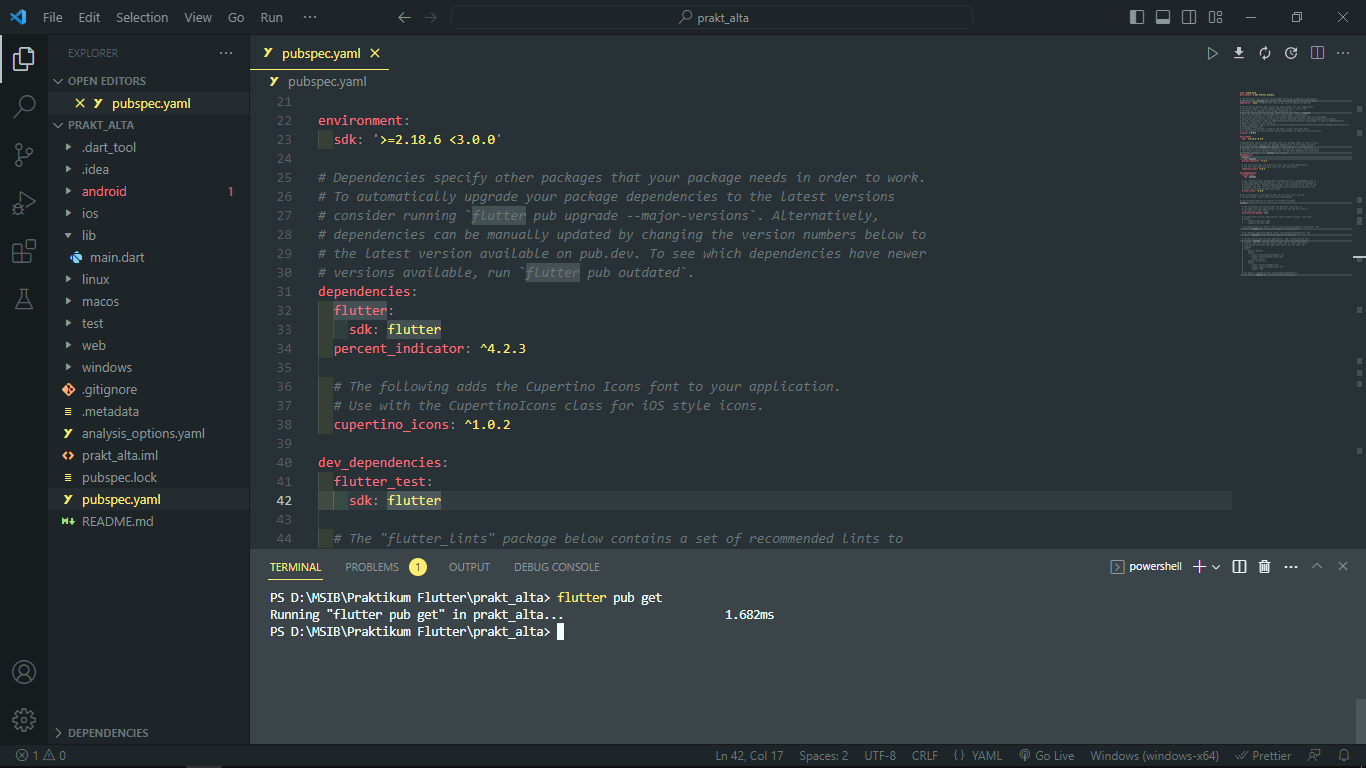 File Edit Selection View Go Run ··· prakt_alta
EXPLORER ···
OPEN EDITORS
pubspec.yaml
PRAKT_ALTA
.dart_tool
.idea
android 1
ios
lib
main.dart
linux
macos
test
web
windows
.gitignore
.metadata
analysis_options.yaml
prakt_alta.iml
pubspec.lock
pubspec.yaml
README.md
DEPENDENCIES
pubspec.yaml
pubspec.yaml
21
22 environment:
23 sdk: '>=2.18.6 <3.0.0'
24
25 # Dependencies specify other packages that your package needs in order to work.
26 # To automatically upgrade your package dependencies to the latest versions
27 # consider running `flutter pub upgrade --major-versions`. Alternatively,
28 # dependencies can be manually updated by changing the version numbers below to
29 # the latest version available on pub.dev. To see which dependencies have newer
30 # versions available, run `flutter pub outdated`.
31 dependencies:
32 flutter:
33 sdk: flutter
34 percent_indicator: ^4.2.3
35
36 # The following adds the Cupertino Icons font to your application.
37 # Use with the CupertinoIcons class for iOS style icons.
38 cupertino_icons: ^1.0.2
39
40 dev_dependencies:
41 flutter_test:
42 sdk: flutter
43
44 # The "flutter_lints" package below contains a set of recommended lints to
TERMINAL PROBLEMS 1 OUTPUT DEBUG CONSOLE powershell
PS D:\MSIB\Praktikum Flutter\prakt_alta> flutter pub get
Running "flutter pub get" in prakt_alta... 1.682ms
PS D:\MSIB\Praktikum Flutter\prakt_alta>
1 0 Ln 42, Col 17 Spaces: 2 UTF-8 CRLF {} YAML Go Live Windows (windows-x64) Prettier